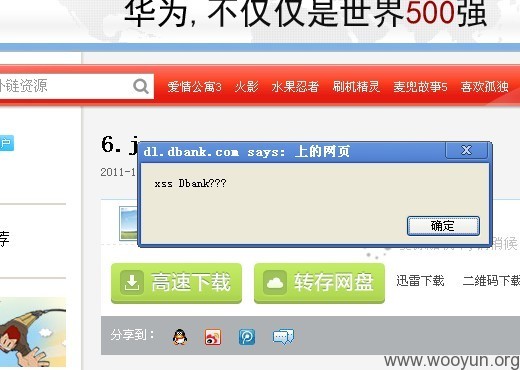 华为,不仅仅是世界500强
外链资源
爱情公寓3 火影 水果忍者 刷机精灵 麦兜故事5 喜欢孤独
户
6.j
2011-1
dl.dbank.com says: 上的网页
xss Dbank???
确定
荐
稍候
高速下载 转存网盘 迅雷下载 二维码下载
分享到:
www.wooyun.org